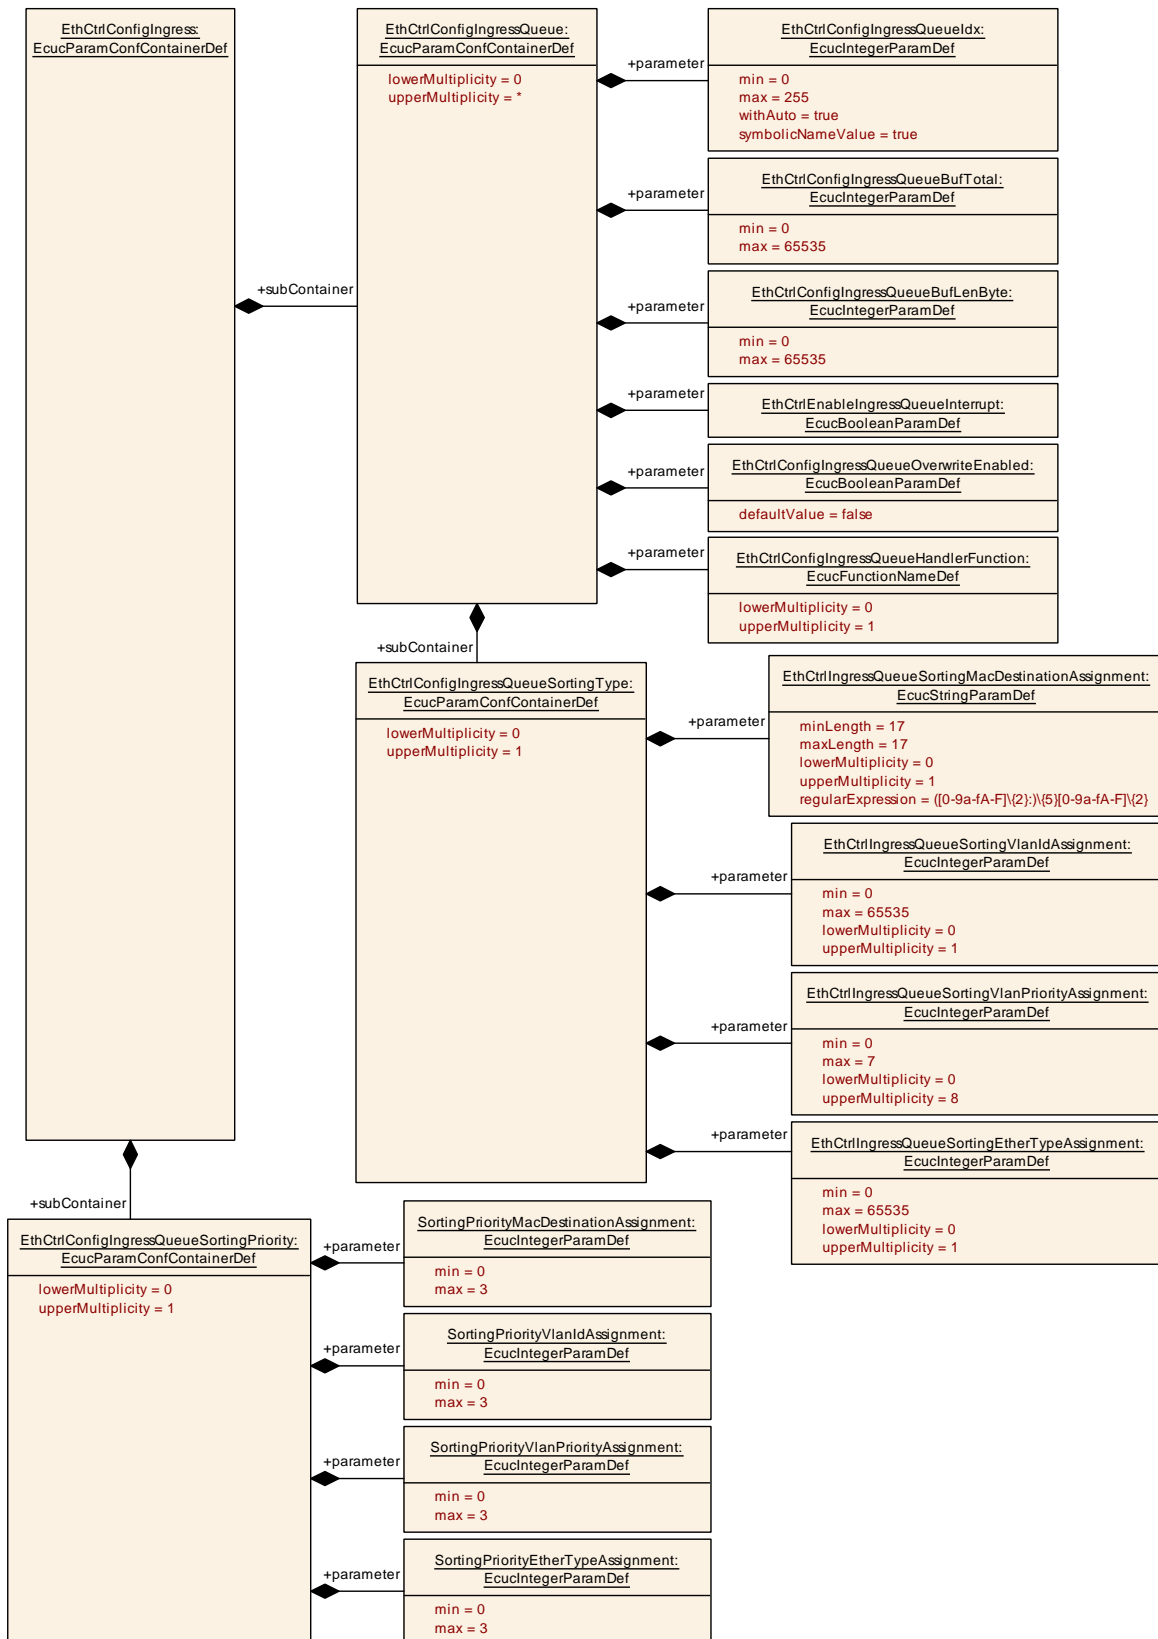 EthCtrlConfigIngress:
EcucParamConfContainerDef
EthCtrlConfigIngressQueue:
EcucParamConfContainerDef
lowerMultiplicity = 0
upperMultiplicity = *
+parameter
EthCtrlConfigIngressQueueIdx:
EcucIntegerParamDef
min = 0
max = 255
withAuto = true
symbolicNameValue = true
+parameter
EthCtrlConfigIngressQueueBufTotal:
EcucIntegerParamDef
min = 0
max = 65535
+subContainer
+parameter
EthCtrlConfigIngressQueueBufLenByte:
EcucIntegerParamDef
min = 0
max = 65535
+parameter
EthCtrlEnableIngressQueueInterrupt:
EcucBooleanParamDef
+parameter
EthCtrlConfigIngressQueueOverwriteEnabled:
EcucBooleanParamDef
defaultValue = false
+parameter
EthCtrlConfigIngressQueueHandlerFunction:
EcucFunctionNameDef
lowerMultiplicity = 0
upperMultiplicity = 1
+subContainer
EthCtrlConfigIngressQueueSortingType:
EcucParamConfContainerDef
lowerMultiplicity = 0
upperMultiplicity = 1
+parameter
EthCtrlIngressQueueSortingMacDestinationAssignment:
EcucStringParamDef
minLength = 17
maxLength = 17
lowerMultiplicity = 0
upperMultiplicity = 1
regularExpression = ([0-9a-fA-F]\{2}:)\{5}[0-9a-fA-F]\{2}
+parameter
EthCtrlIngressQueueSortingVlanIdAssignment:
EcucIntegerParamDef
min = 0
max = 65535
lowerMultiplicity = 0
upperMultiplicity = 1
+parameter
EthCtrlIngressQueueSortingVlanPriorityAssignment:
EcucIntegerParamDef
min = 0
max = 7
lowerMultiplicity = 0
upperMultiplicity = 8
+parameter
EthCtrlIngressQueueSortingEtherTypeAssignment:
EcucIntegerParamDef
min = 0
max = 65535
lowerMultiplicity = 0
upperMultiplicity = 1
+subContainer
EthCtrlConfigIngressQueueSortingPriority:
EcucParamConfContainerDef
lowerMultiplicity = 0
upperMultiplicity = 1
+parameter
SortingPriorityMacDestinationAssignment:
EcucIntegerParamDef
min = 0
max = 3
+parameter
SortingPriorityVlanIdAssignment:
EcucIntegerParamDef
min = 0
max = 3
+parameter
SortingPriorityVlanPriorityAssignment:
EcucIntegerParamDef
min = 0
max = 3
+parameter
SortingPriorityEtherTypeAssignment:
EcucIntegerParamDef
min = 0
max = 3